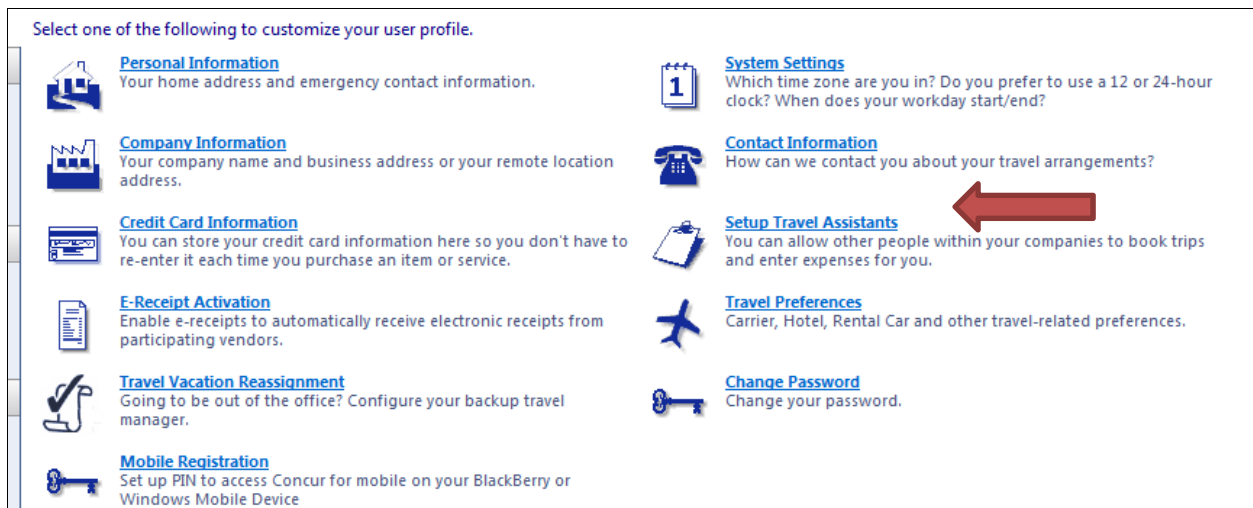 Select one of the following to customize your user profile.
Personal Information
Your home address and emergency contact information.
Company Information
Your company name and business address or your remote location
address.
Credit Card Information
You can store your credit card information here so you don't have to
re-enter it each time you purchase an item or service.
E-Receipt Activation
Enable e-receipts to automatically receive electronic receipts from
participating vendors.
Travel Vacation Reassignment
Going to be out of the office? Configure your backup travel
manager.
Mobile Registration
Set up PIN to access Concur for mobile on your BlackBerry or
Windows Mobile Device
1
System Settings
Which time zone are you in? Do you prefer to use a 12 or 24-hour
clock? When does your workday start/end?
Contact Information
How can we contact you about your travel arrangements?
Setup Travel Assistants
You can allow other people within your companies to book trips
and enter expenses for you.
Travel Preferences
Carrier, Hotel, Rental Car and other travel-related preferences.
Change Password
Change your password.